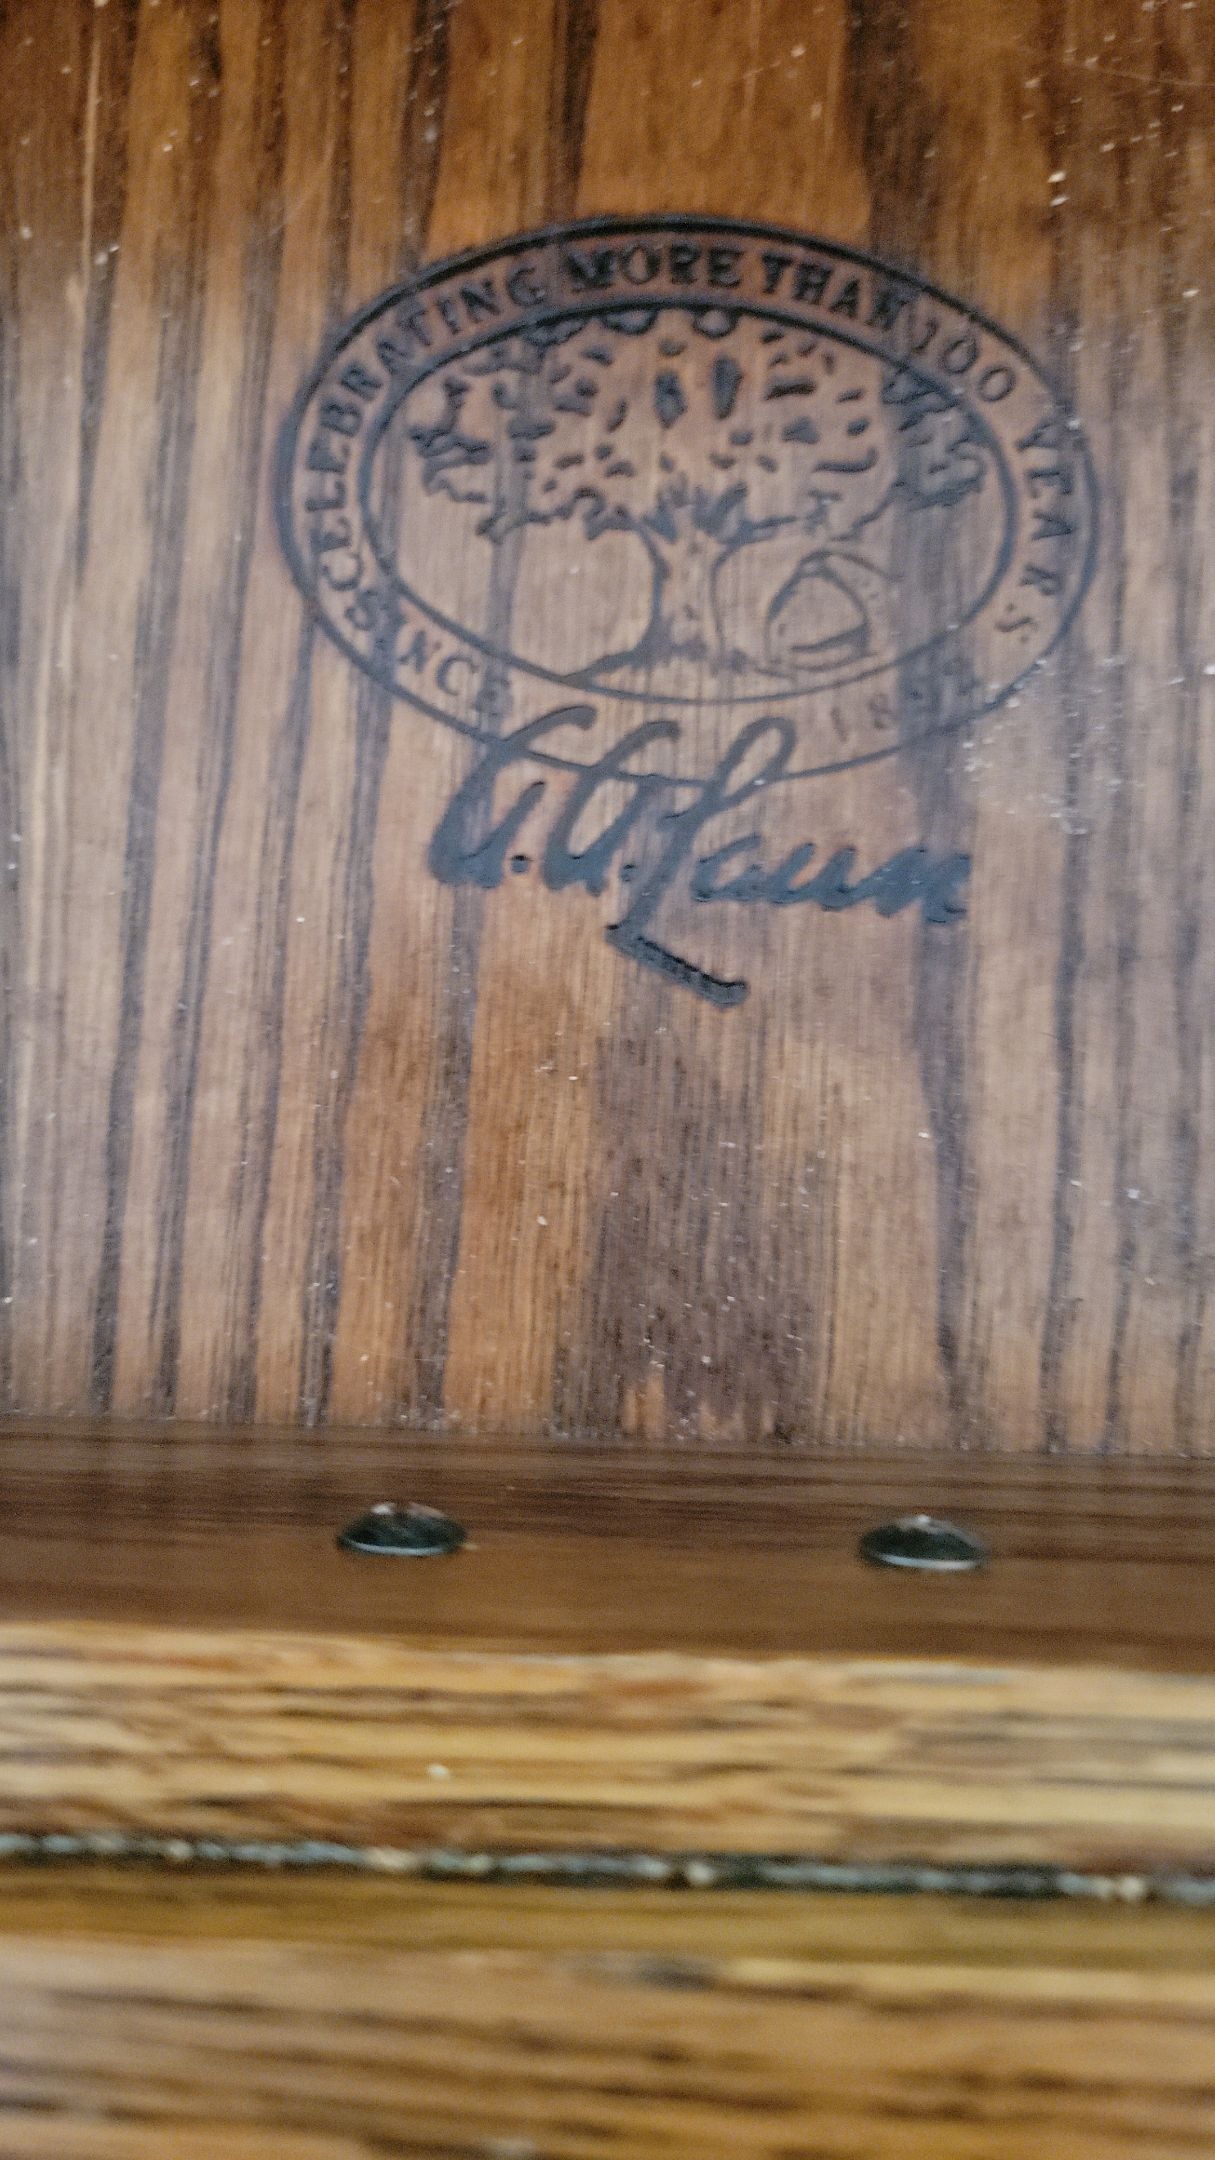 CELEBRATING MORE THAN 100 YEARS
SINCE
A.A. Laun